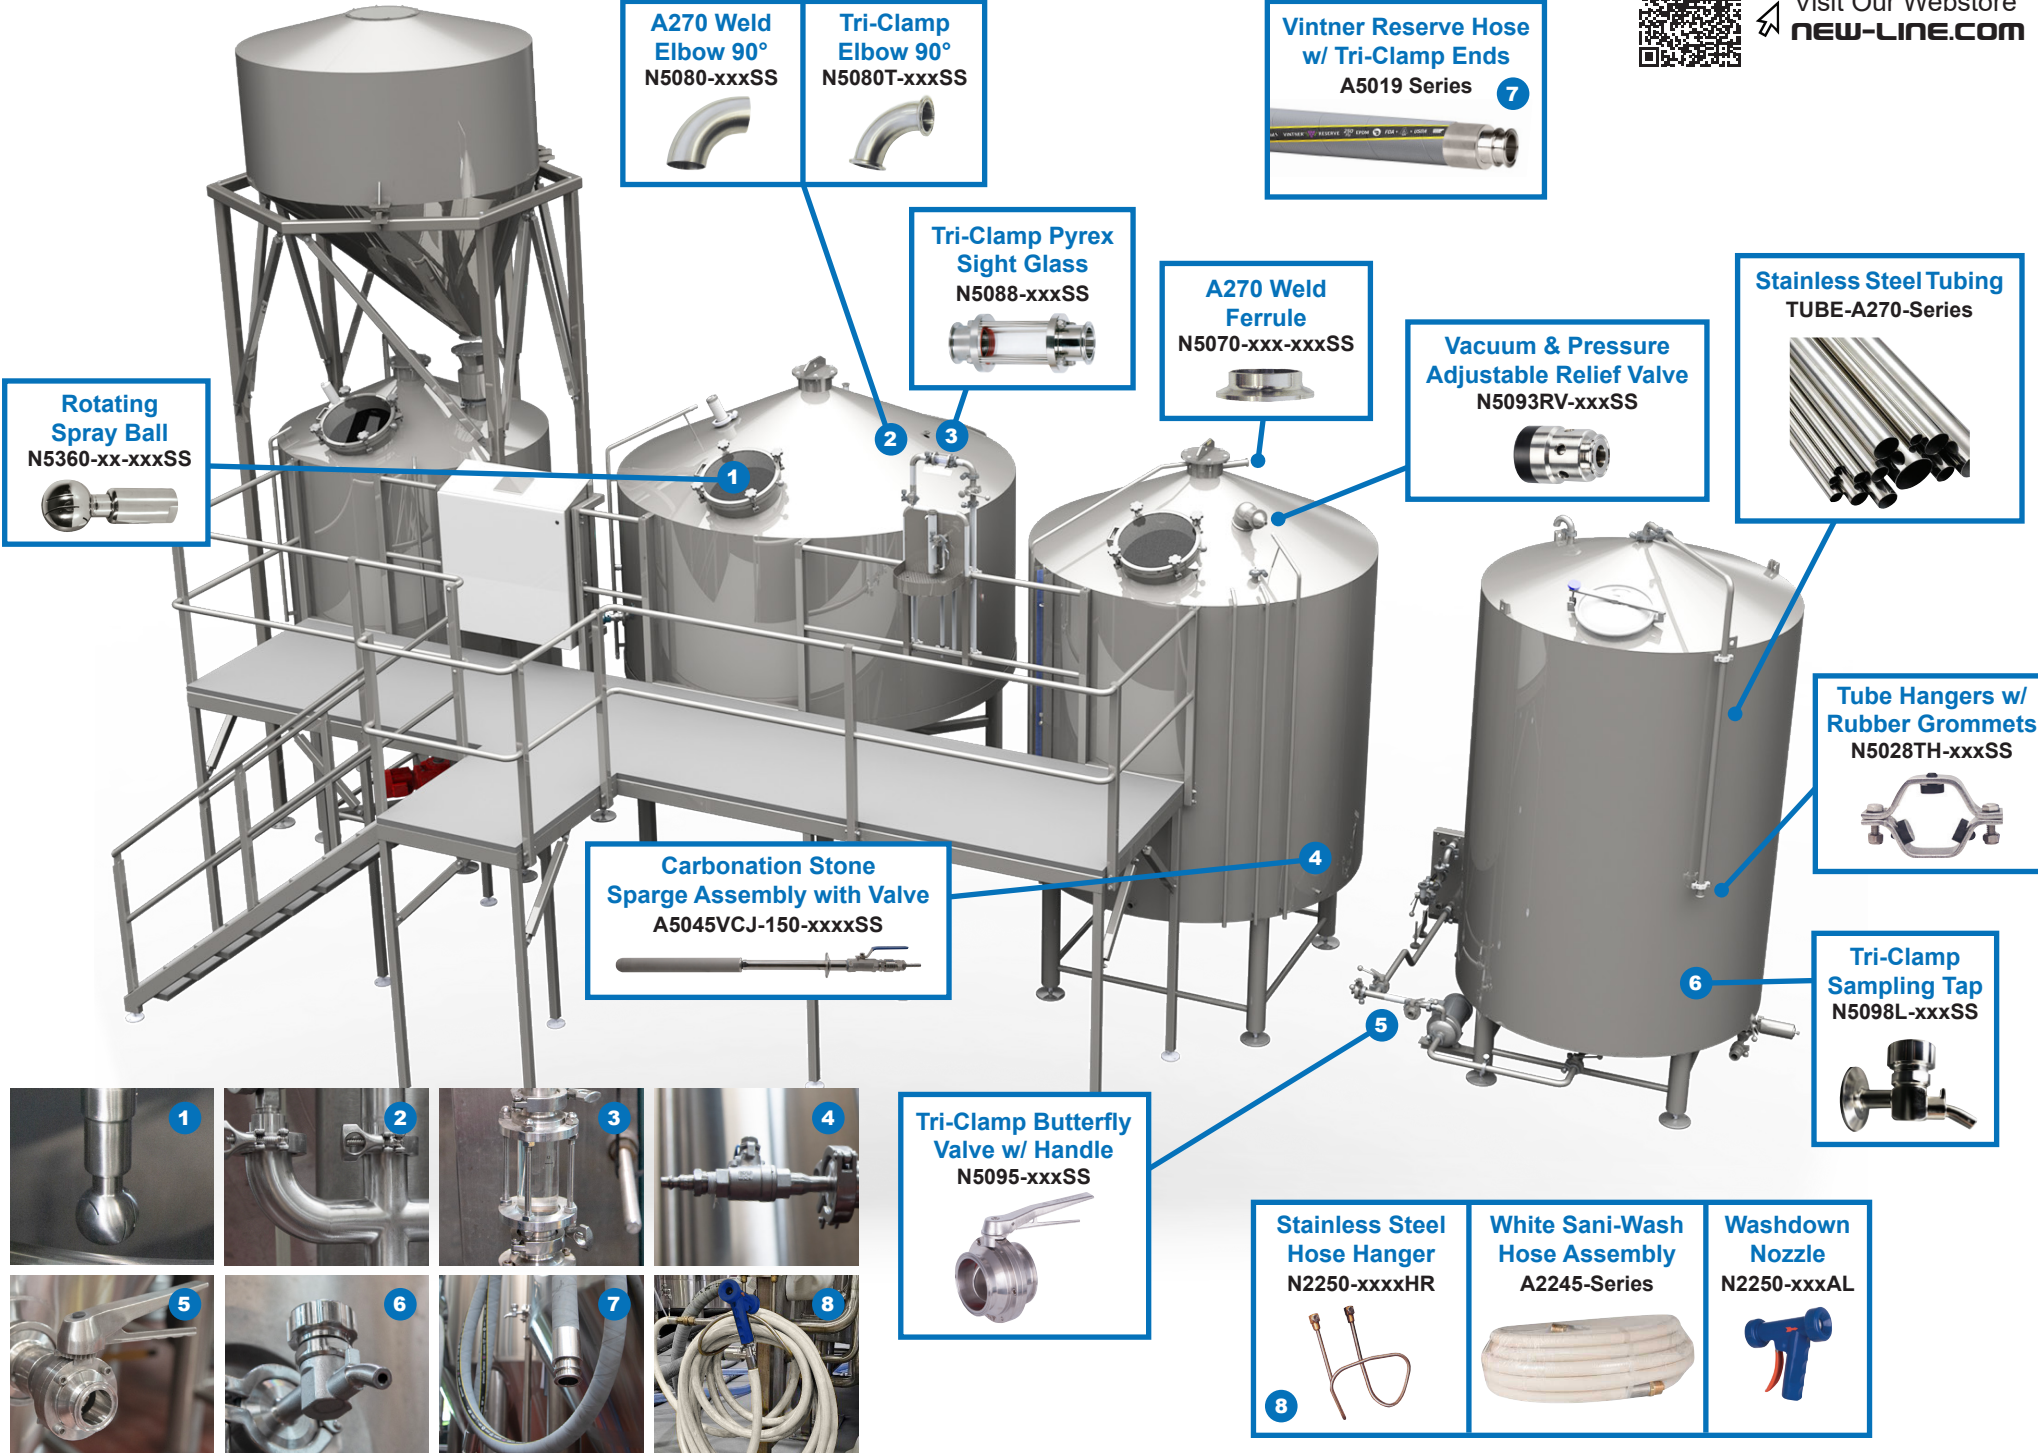 A270 Weld
Elbow 90°
N5080-xxxSS
Tri-Clamp
Elbow 90°
N5080T-xxxSS
Vintner Reserve Hose
w/ Tri-Clamp Ends
A5019 Series
7
VINTNER RESERVE 250 EPDM FDA USDA
Visit Our Webstore
NEW-LINE.COM
Tri-Clamp Pyrex
Sight Glass
N5088-xxxSS
A270 Weld
Ferrule
N5070-xxx-xxxSS
Vacuum & Pressure
Adjustable Relief Valve
N5093RV-xxxSS
Stainless Steel Tubing
TUBE-A270-Series
Rotating
Spray Ball
N5360-xx-xxxSS
1
2
3
Tube Hangers w/
Rubber Grommets
N5028TH-xxxSS
Carbonation Stone
Sparge Assembly with Valve
A5045VCJ-150-xxxxSS
4
Tri-Clamp
Sampling Tap
N5098L-xxxSS
6
5
Tri-Clamp Butterfly
Valve w/ Handle
N5095-xxxSS
1
2
3
4
5
6
7
8
Stainless Steel
Hose Hanger
N2250-xxxxHR
8
White Sani-Wash
Hose Assembly
A2245-Series
Washdown
Nozzle
N2250-xxxAL